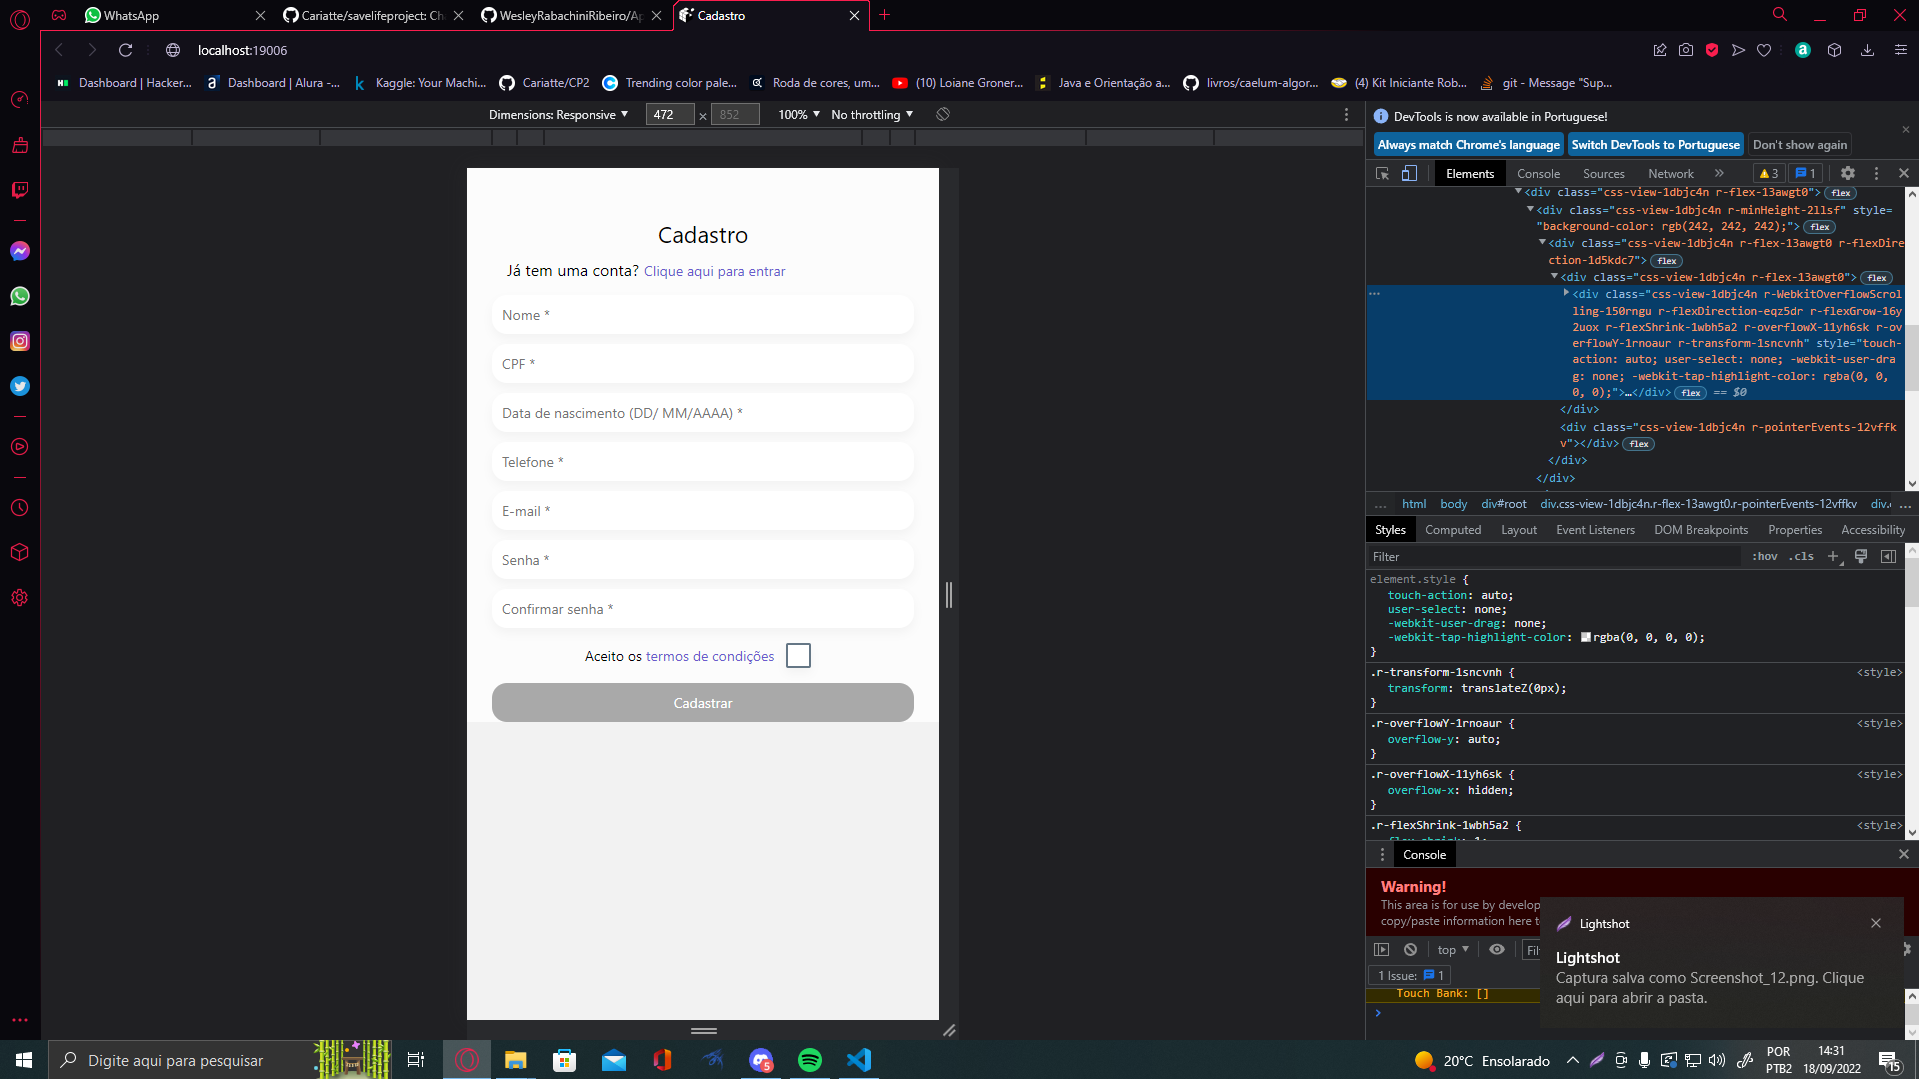 WhatsApp
Cariatte/savelifeproject: Ch
WesleyRabachiniRibeiro/Ap
Cadastro
localhost:19006
Dashboard | Hacker...
Dashboard | Alura -...
Kaggle: Your Machi...
Cariatte/CP2
Trending color pale...
Roda de cores, um...
(10) Loiane Groner...
Java e Orientação a...
livros/caelum-algor...
(4) Kit Iniciante Rob...
git - Message "Sup...
Dimensions: Responsive
472
x
852
100%
No throttling
Cadastro
Já tem uma conta? Clique aqui para entrar
Nome *
CPF *
Data de nascimento (DD/ MM/AAAA) *
Telefone *
E-mail *
Senha *
Confirmar senha *
Aceito os termos de condições
Cadastrar
DevTools is now available in Portuguese!
Always match Chrome's language
Switch DevTools to Portuguese
Don't show again
Elements
Console
Sources
Network
3
1
<div class="css-view-1dbjc4n r-flex-13awgt0"> flex
<div class="css-view-1dbjc4n r-minHeight-2llsf" style=
"background-color: rgb(242, 242, 242);"> flex
<div class="css-view-1dbjc4n r-flex-13awgt0 r-flexDire
ction-1d5kdc7"> flex
<div class="css-view-1dbjc4n r-flex-13awgt0"> flex
<div class="css-view-1dbjc4n r-WebkitOverflowScrol
ling-150rngu r-flexDirection-eqz5dr r-flexGrow-16y
2uox r-flexShrink-1wbh5a2 r-overflowX-11yh6sk r-ov
erflowY-1rnoaur r-transform-1sncvnh" style="touch-
action: auto; user-select: none; -webkit-user-dra
g: none; -webkit-tap-highlight-color: rgba(0, 0,
0, 0);">…</div> flex == $0
</div>
<div class="css-view-1dbjc4n r-pointerEvents-12vffk
v"></div> flex
</div>
</div>
...
html
body
div#root
div.css-view-1dbjc4n.r-flex-13awgt0.r-pointerEvents-12vffkv
div.c
...
Styles
Computed
Layout
Event Listeners
DOM Breakpoints
Properties
Accessibility
Filter
:hov
.cls
element.style {
touch-action: auto;
user-select: none;
-webkit-user-drag: none;
-webkit-tap-highlight-color: rgba(0, 0, 0, 0);
}
.r-transform-1sncvnh {
<style>
transform: translateZ(0px);
}
.r-overflowY-1rnoaur {
<style>
overflow-y: auto;
}
.r-overflowX-11yh6sk {
<style>
overflow-x: hidden;
}
.r-flexShrink-1wbh5a2 {
<style>
Console
Warning!
This area is for use by develop
copy/paste information here t
top
Fil
1 Issue: 1
Touch Bank: []
Lightshot
Lightshot
Captura salva como Screenshot_12.png. Clique
aqui para abrir a pasta.
Digite aqui para pesquisar
5
20°C Ensolarado
POR
PTB2
14:31
18/09/2022
15